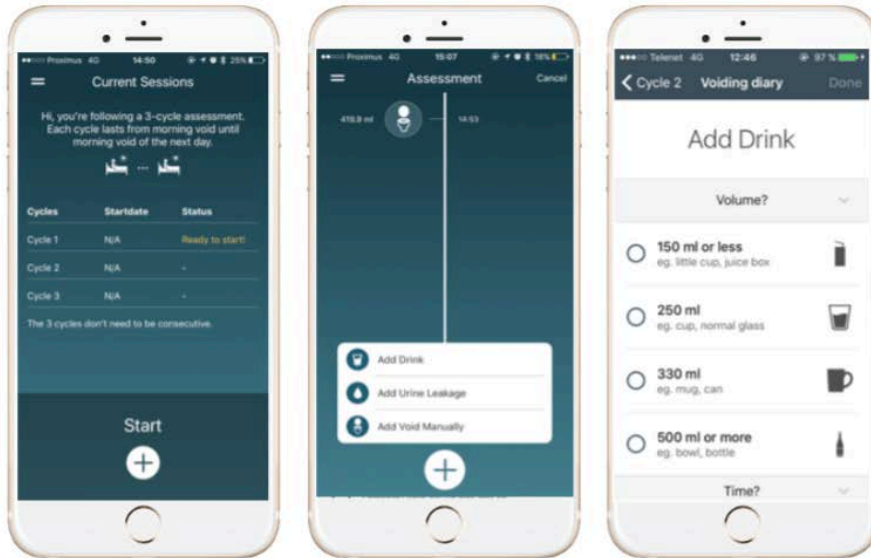 Proximus 4G 14:50 25%
Current Sessions
Hi, you're following a 3-cycle assessment.
Each cycle lasts from morning void until
morning void of the next day.
...
Cycles Startdate Status
Cycle 1 N/A Ready to start!
Cycle 2 N/A -
Cycle 3 N/A -
The 3 cycles don't need to be consecutive.
Start
Proximus 4G 15:07 16%
Assessment Cancel
419.9 ml 14:53
Add Drink
Add Urine Leakage
Add Void Manually
Telenet 4G 12:46 97 %
Cycle 2 Voiding diary Done
Add Drink
Volume?
150 ml or less
eg. little cup, juice box
250 ml
eg. cup, normal glass
330 ml
eg. mug, can
500 ml or more
eg. bowl, bottle
Time?